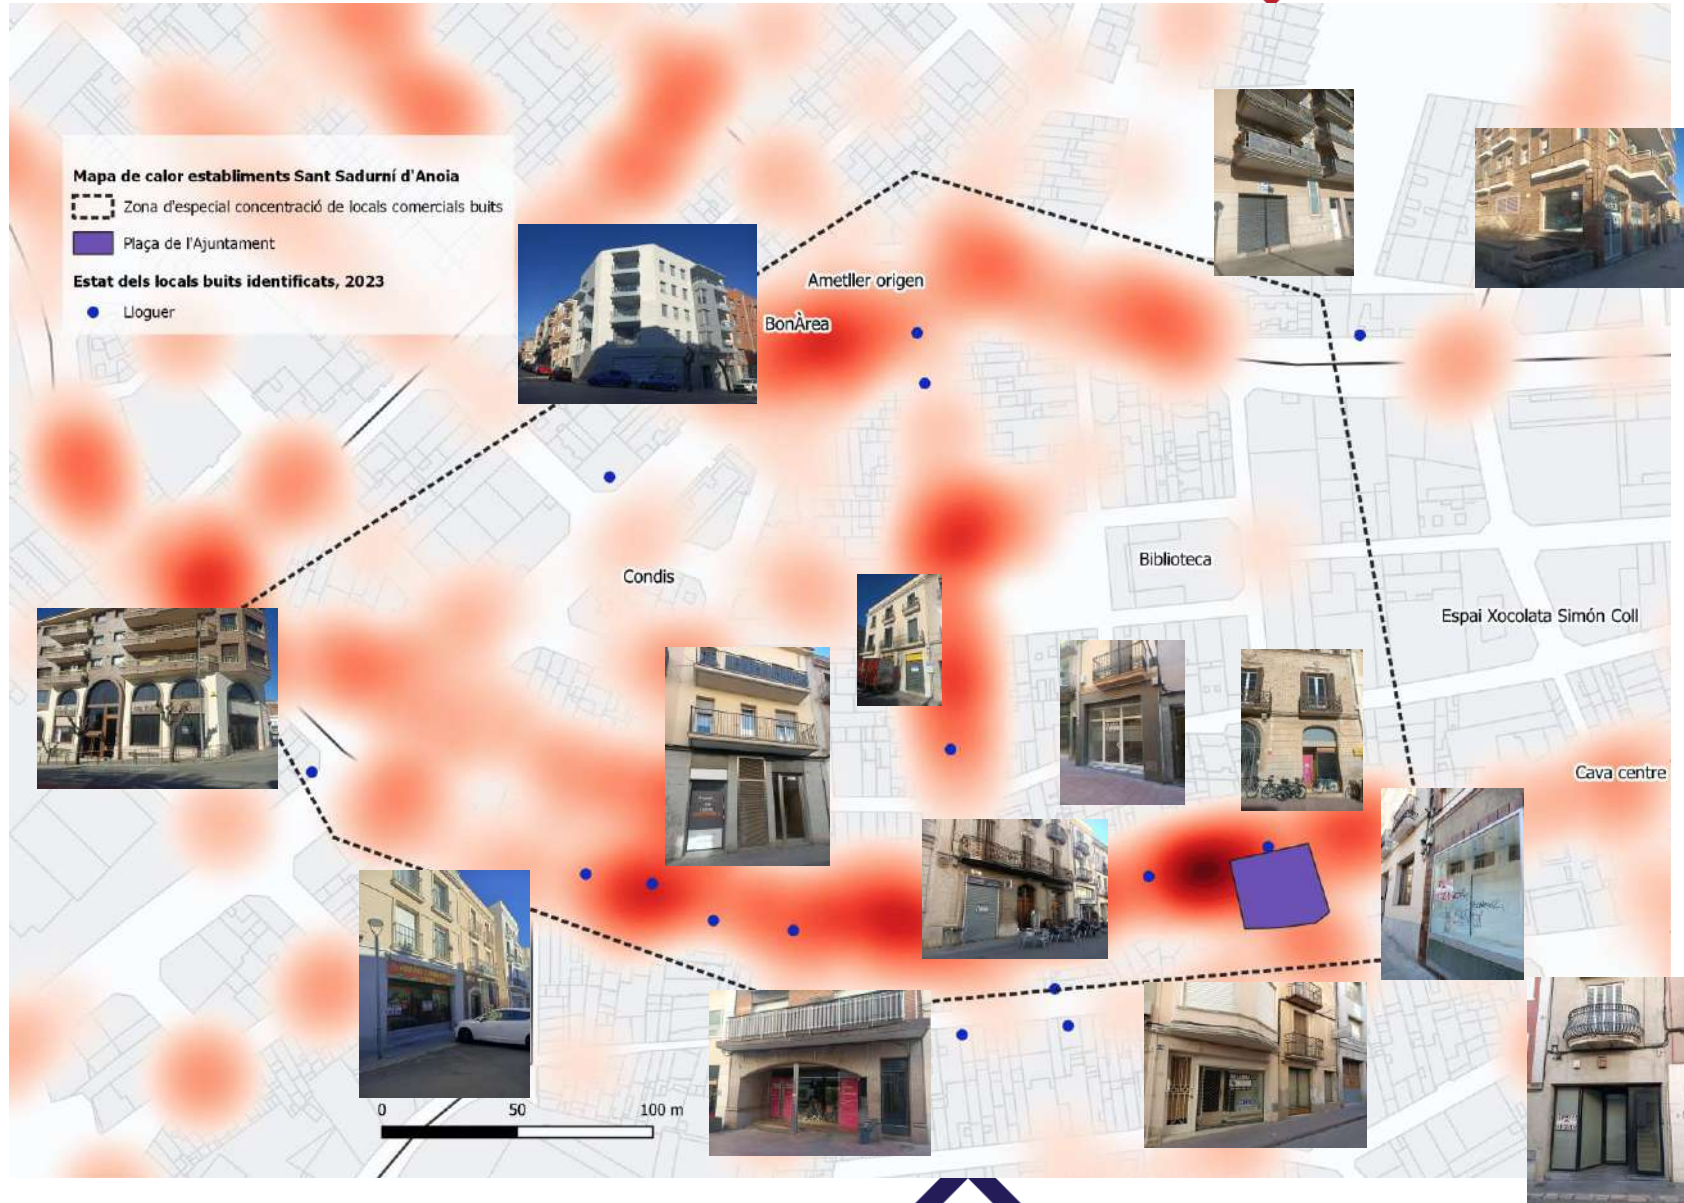 Mapa de calor establiments Sant Sadurní d'Anoia
Zona d'especial concentració de locals comercials buits
Plaça de l'Ajuntament
Estat dels locals buits identificats, 2023
Lloguer
Ametller origen
BonÀrea
Condis
Biblioteca
Espai Xocolata Simón Coll
Cava centre
0 50 100 m